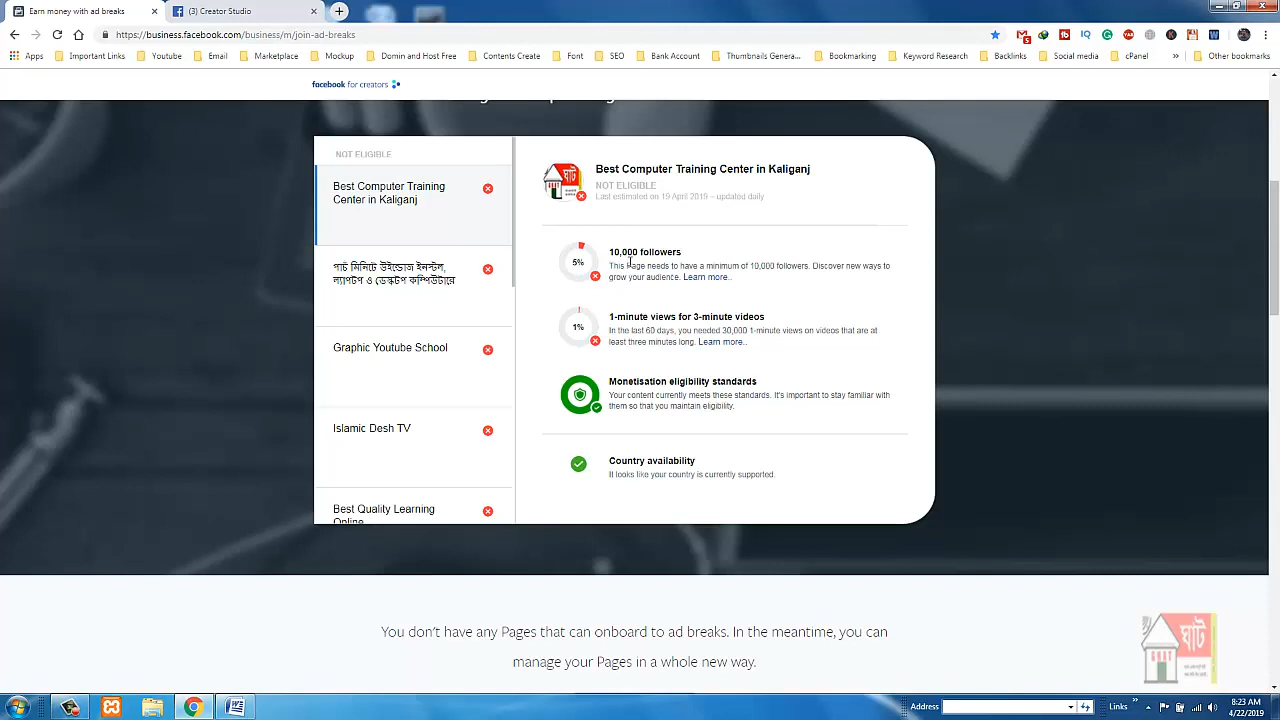 Earn money with ad breaks
(3) Creator Studio
https://business.facebook.com/business/m/join-ad-breaks
Apps
Important Links
Youtube
Email
Marketplace
Mockup
Domin and Host Free
Contents Create
Font
SEO
Bank Account
Thumbnails Genera...
Bookmarking
Keyword Research
Backlinks
Social media
cPanel
»
Other bookmarks
facebook for creators
NOT ELIGIBLE
Best Computer Training
Center in Kaliganj
পাচঁ মিনিটে উইন্ডোজ ইনস্টল,
ল্যাপটপ ও ডেস্কটপ কম্পিউটারে
Graphic Youtube School
Islamic Desh TV
Best Quality Learning
Online
Best Computer Training Center in Kaliganj
NOT ELIGIBLE
Last estimated on 19 April 2019 – updated daily
5%
10,000 followers
This Page needs to have a minimum of 10,000 followers. Discover new ways to
grow your audience. Learn more..
1%
1-minute views for 3-minute videos
In the last 60 days, you needed 30,000 1-minute views on videos that are at
least three minutes long. Learn more..
Monetisation eligibility standards
Your content currently meets these standards. It's important to stay familiar with
them so that you maintain eligibility.
Country availability
It looks like your country is currently supported.
You don't have any Pages that can onboard to ad breaks. In the meantime, you can
manage your Pages in a whole new way.
ঘাট
GHAT
Address
Links
»
8:23 AM
4/22/2019